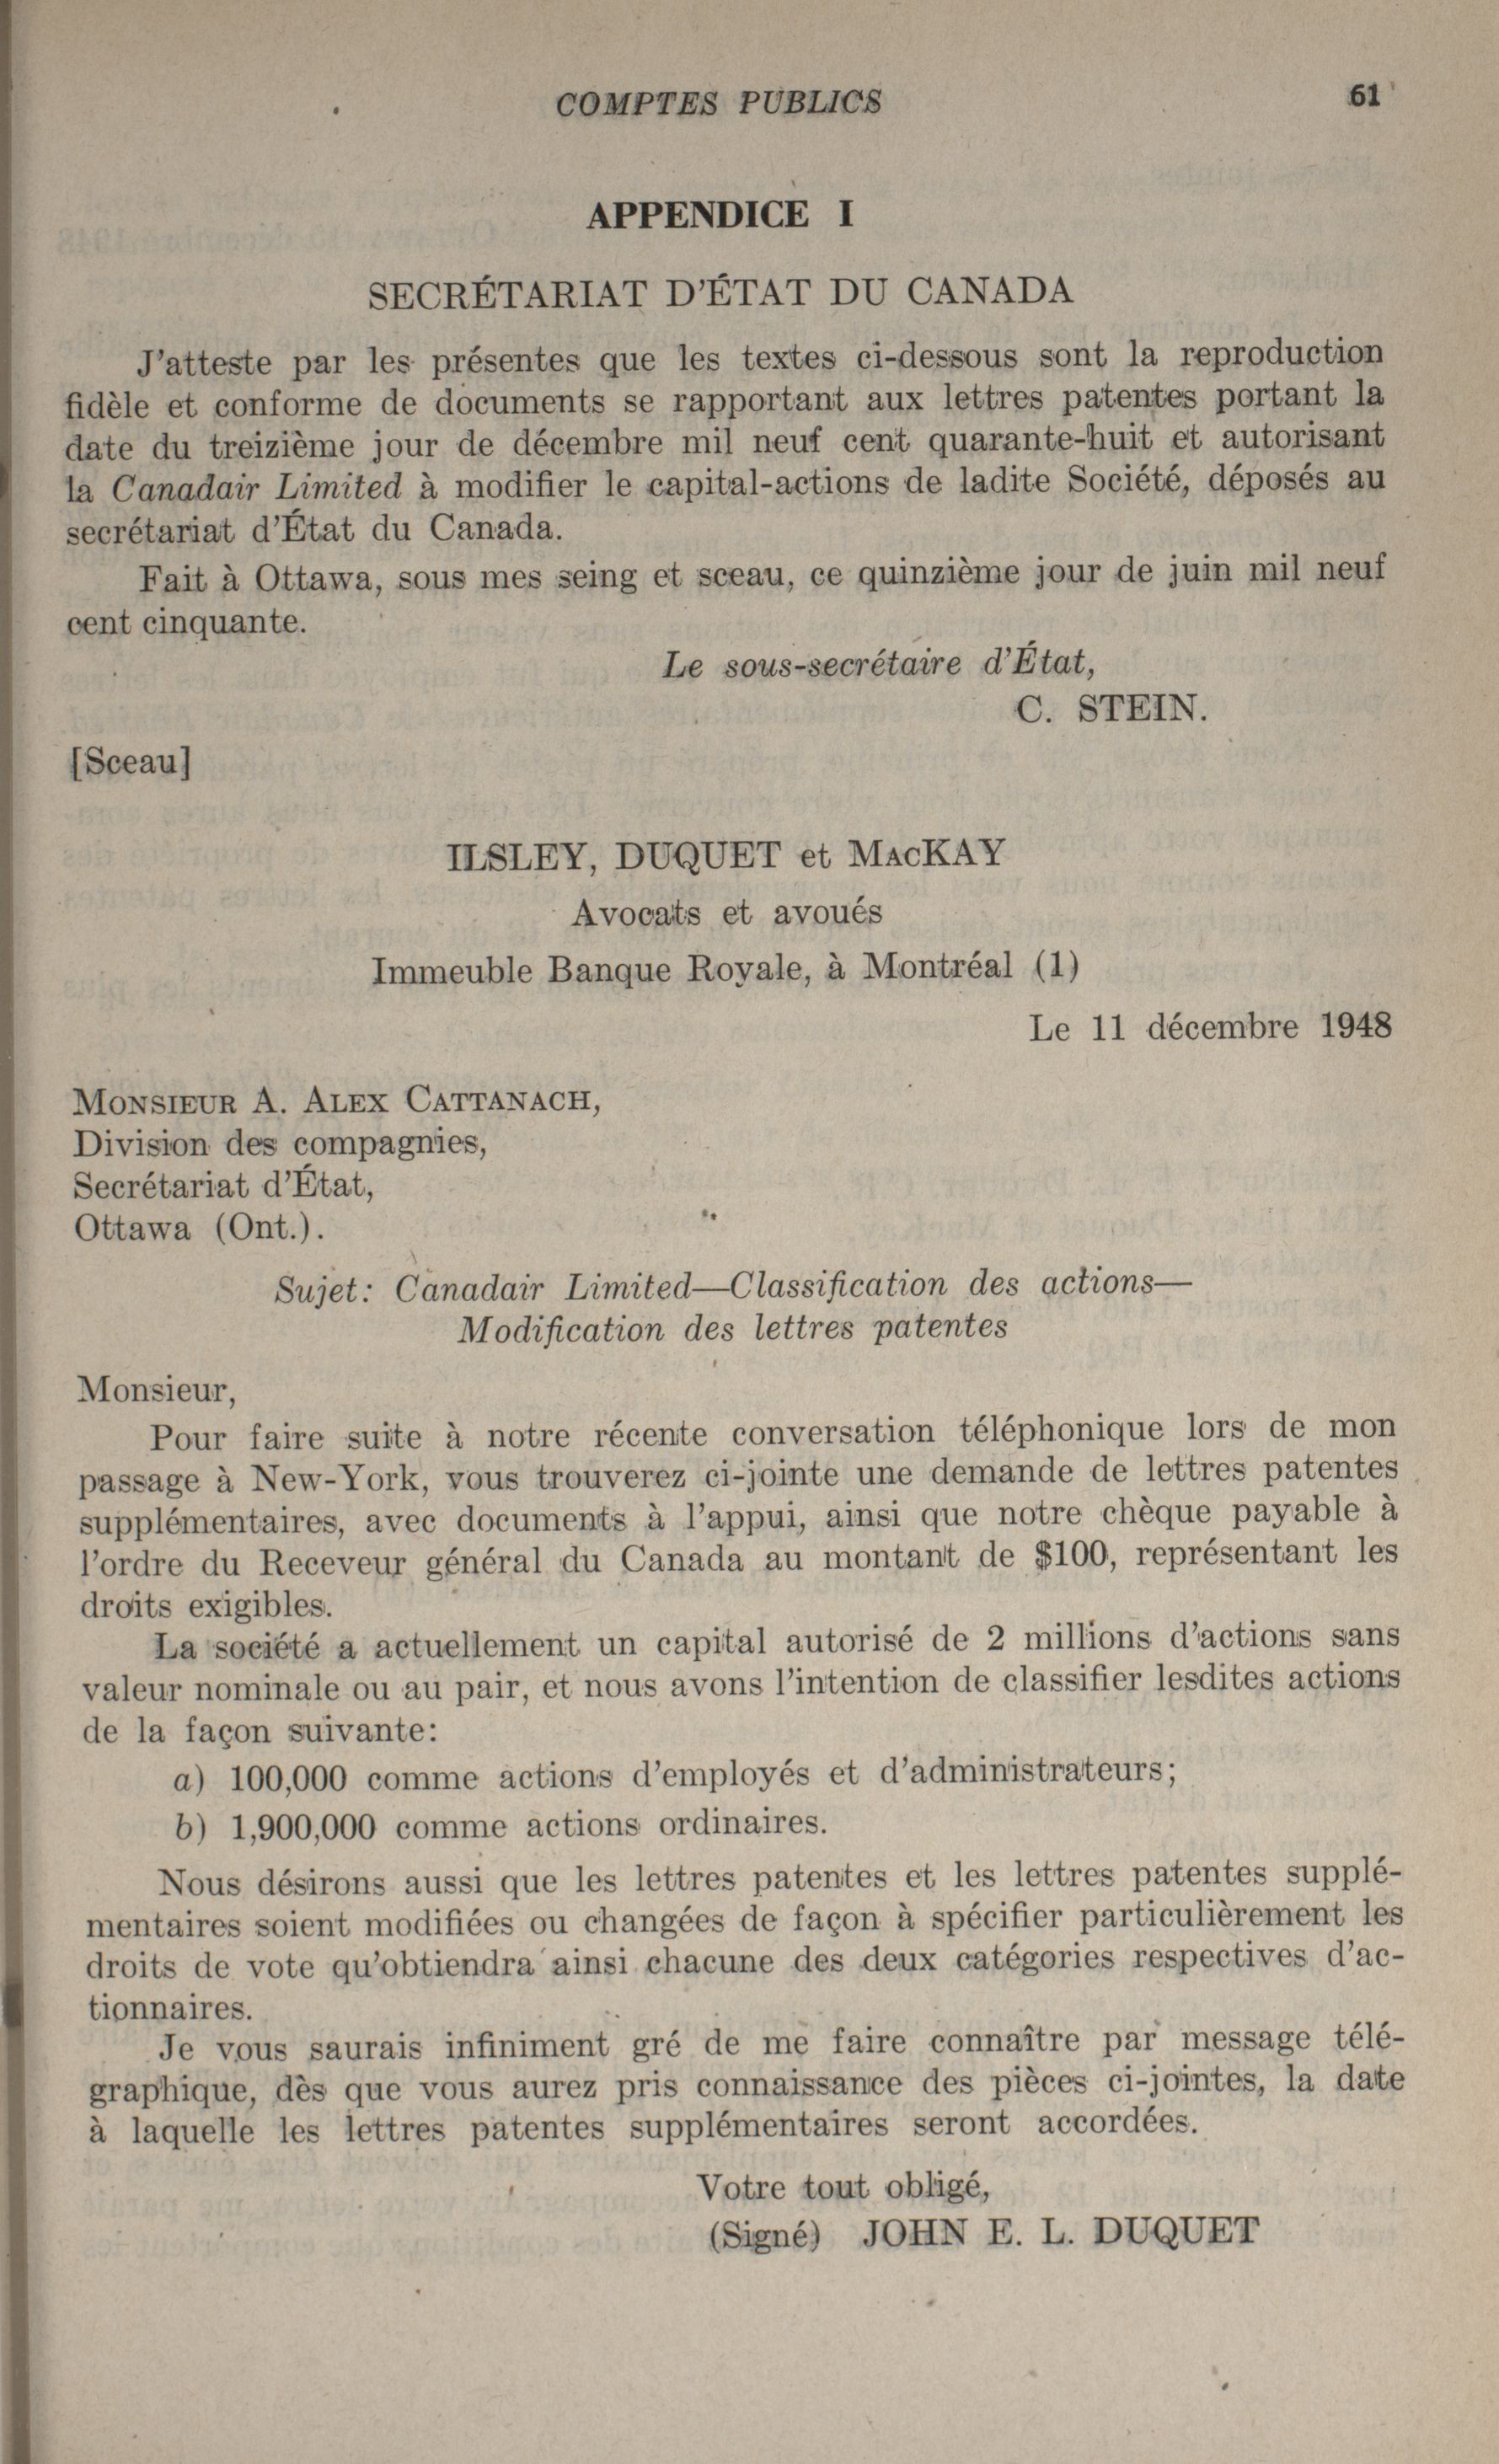 COMPTES PUBLICS 61
APPENDICE I
SECRÉTARIAT D'ÉTAT DU CANADA
J'atteste par les présentes que les textes ci-dessous sont la reproduction
fidèle et conforme de documents se rapportant aux lettres patentes portant la
date du treizième jour de décembre mil neuf cent quarante-huit et autorisant
la Canadair Limited à modifier le capital-actions de ladite Société, déposés au
secrétariat d'État du Canada.
Fait à Ottawa, sous mes seing et sceau, ce quinzième jour de juin mil neuf
cent cinquante.
Le sous-secrétaire d'État,
C. STEIN.
[Sceau]
ILSLEY, DUQUET et MacKAY
Avocats et avoués
Immeuble Banque Royale, à Montréal (1)
Le 11 décembre 1948
Monsieur A. Alex Cattanach,
Division des compagnies,
Secrétariat d'État,
Ottawa (Ont.).
Sujet: Canadair Limited—Classification des actions—
Modification des lettres patentes
Monsieur,
Pour faire suite à notre récente conversation téléphonique lors de mon
passage à New-York, vous trouverez ci-jointe une demande de lettres patentes
supplémentaires, avec documents à l'appui, ainsi que notre chèque payable à
l'ordre du Receveur général du Canada au montant de $100, représentant les
droits exigibles.
La société a actuellement un capital autorisé de 2 millions d'actions sans
valeur nominale ou au pair, et nous avons l'intention de classifier lesdites actions
de la façon suivante:
a) 100,000 comme actions d'employés et d'administrateurs;
b) 1,900,000 comme actions ordinaires.
Nous désirons aussi que les lettres patentes et les lettres patentes supplé-
mentaires soient modifiées ou changées de façon à spécifier particulièrement les
droits de vote qu'obtiendra ainsi chacune des deux catégories respectives d'ac-
tionnaires.
Je vous saurais infiniment gré de me faire connaître par message télé-
graphique, dès que vous aurez pris connaissance des pièces ci-jointes, la date
à laquelle les lettres patentes supplémentaires seront accordées.
Votre tout obligé,
(Signé) JOHN E. L. DUQUET